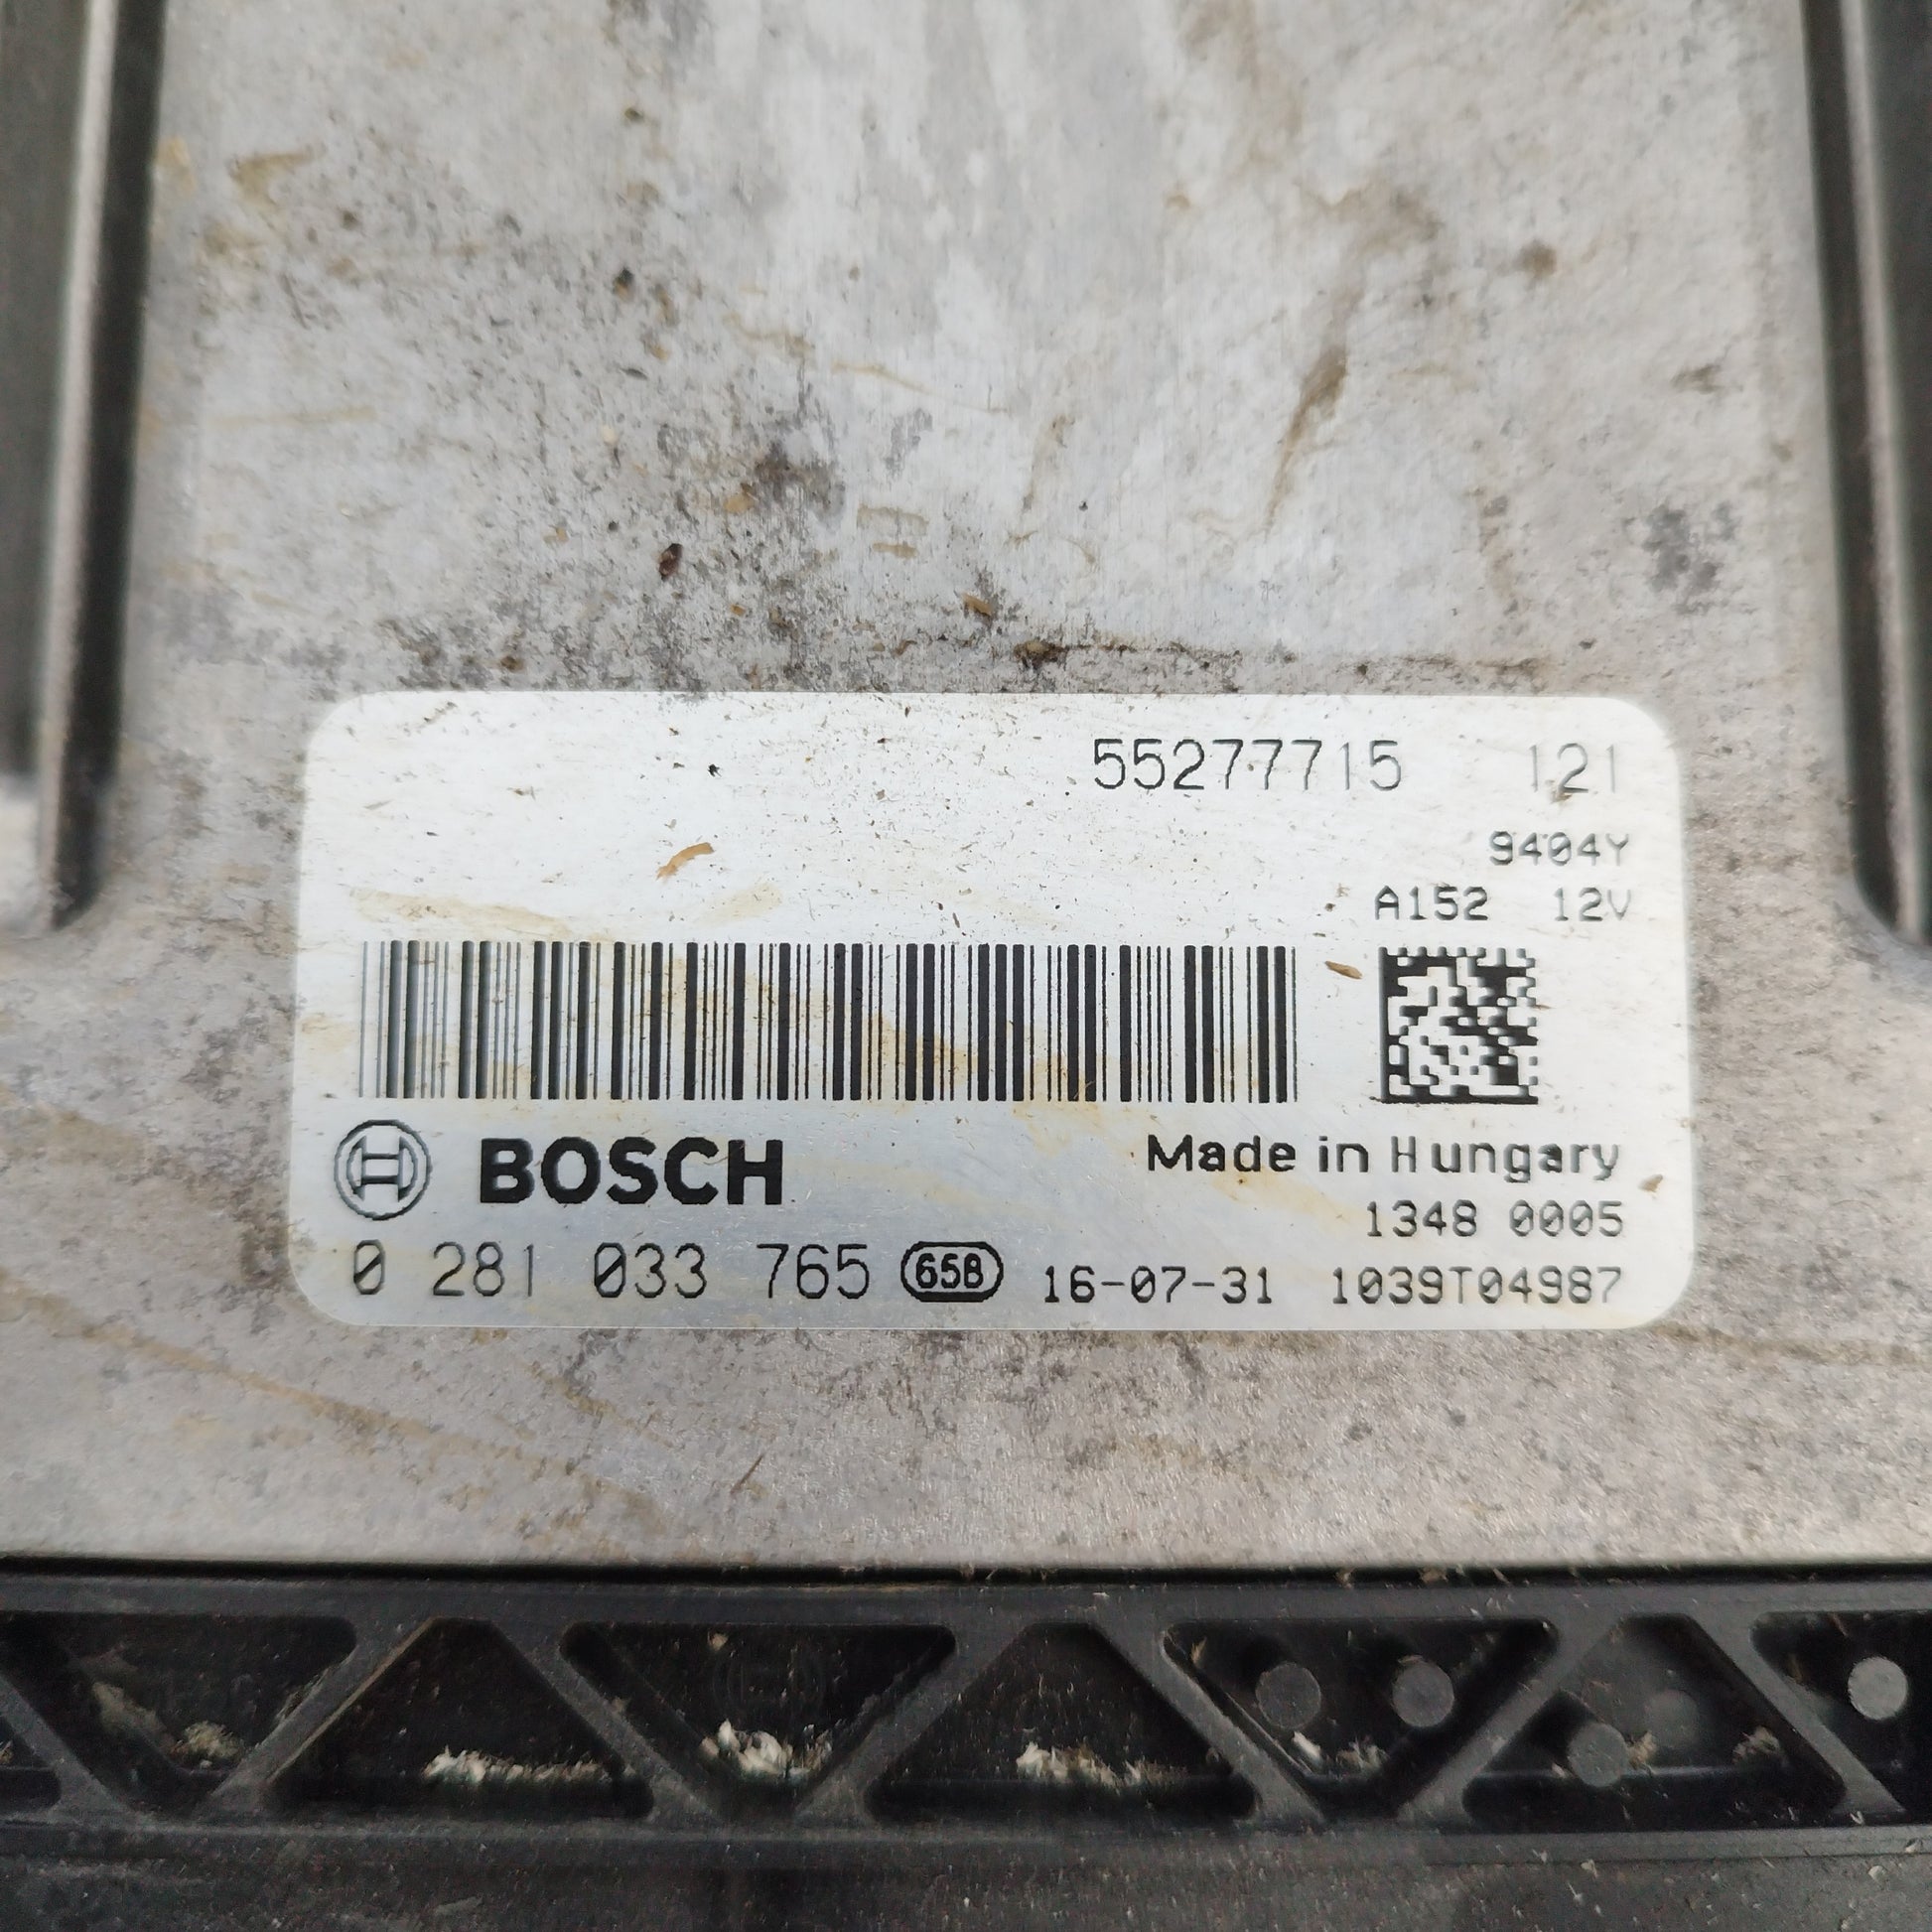 55277715 121
9404Y
A152 12V
BOSCH
Made in Hungary
1348 0005
0 281 033 765 658 16-07-31 1039T04987